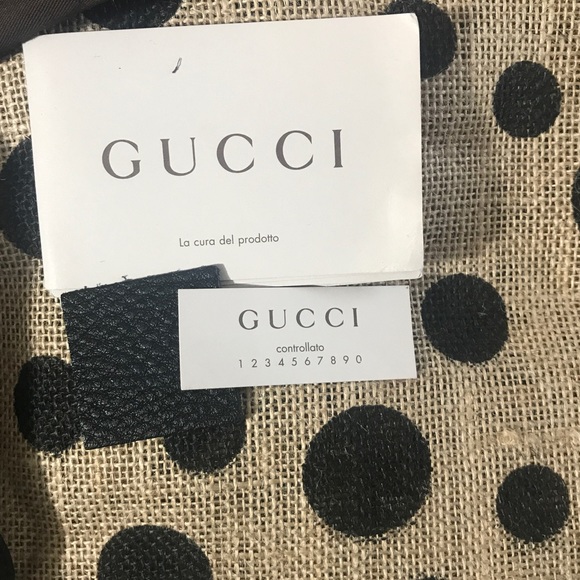 GUCCI
La cura del prodotto
GUCCI
controllato
1 2 3 4 5 6 7 8 9 0